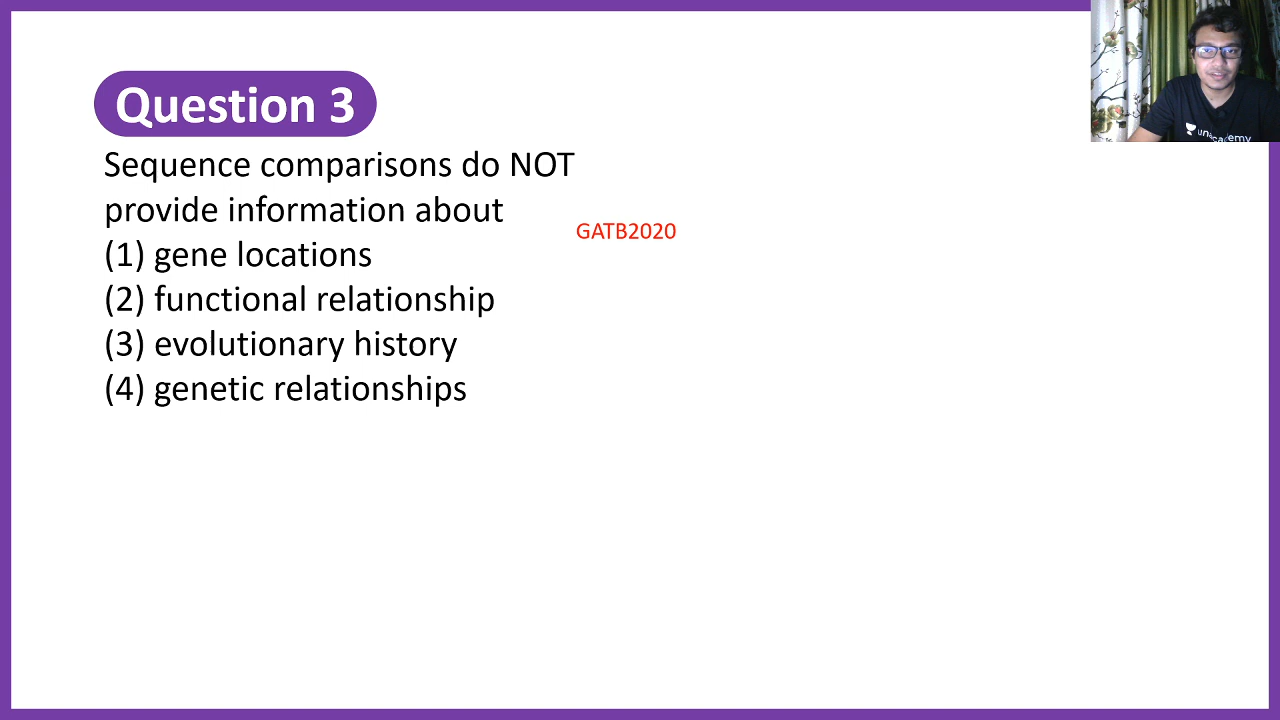 Question 3
Sequence comparisons do NOT
provide information about
GATB2020
(1) gene locations
(2) functional relationship
(3) evolutionary history
(4) genetic relationships
unacademy